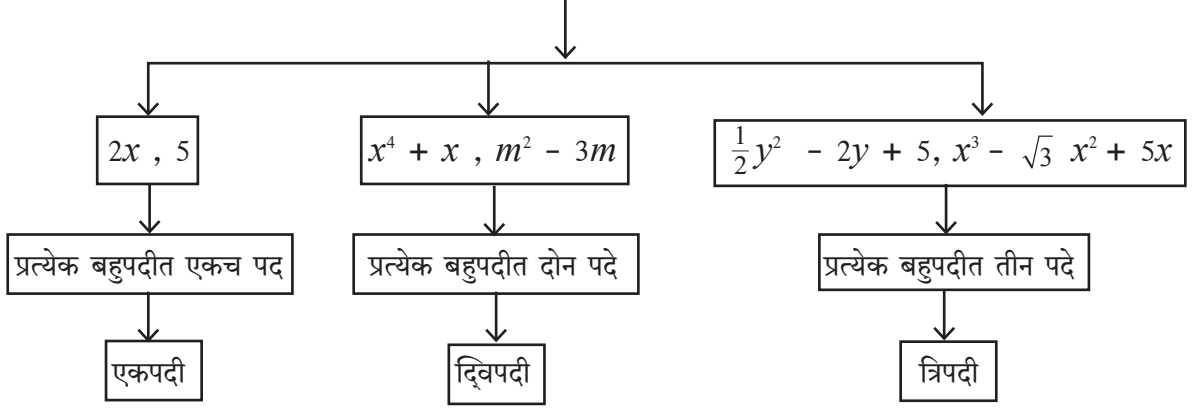 2x , 5
x⁴ + x , m² − 3m
½y² − 2y + 5, x³ − √3 x² + 5x
प्रत्येक बहुपदीत एकच पद
प्रत्येक बहुपदीत दोन पदे
प्रत्येक बहुपदीत तीन पदे
एकपदी
द्विपदी
त्रिपदी